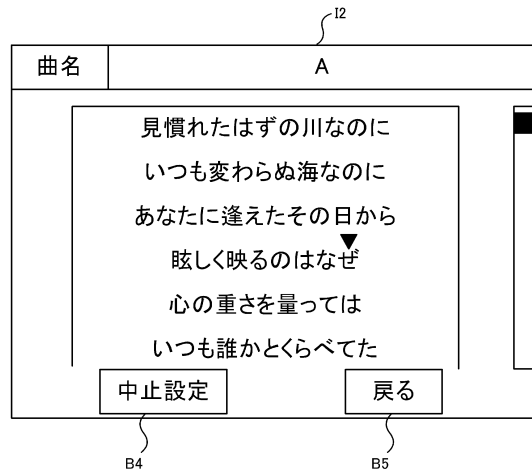 I2
曲名 A
見慣れたはずの川なのに
いつも変わらぬ海なのに
あなたに逢えたその日から
眩しく映るのはなぜ
心の重さを量っては
いつも誰かとくらべてた
中止設定 戻る
B4 B5